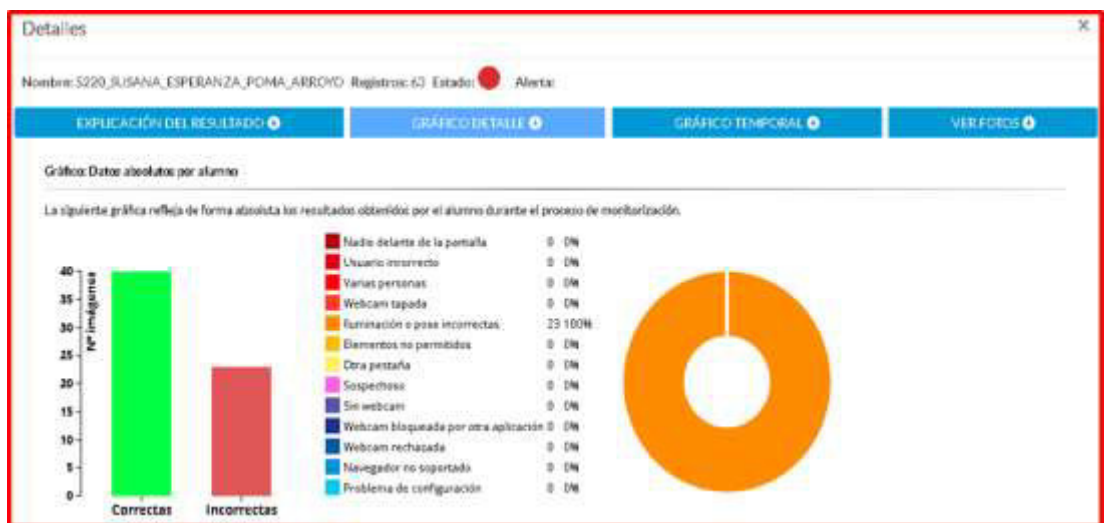 Detalles
Nombre: S220_SUSANA_ESPERANZA_POMA_ARROYO Registros: 63 Estado: Alerta:
EXPLICACIÓN DEL RESULTADO
GRÁFICO DETALLE
GRÁFICO TEMPORAL
VER FOTOS
Gráfico: Datos absolutos por alumno
La siguiente gráfica refleja de forma absoluta los resultados obtenidos por el alumno durante el proceso de monitorización.
Nº imágenes
40
35
30
25
20
15
10
5
0
Correctas
Incorrectas
Nadie delante de la pantalla 0 0%
Usuario incorrecto 0 0%
Varias personas 0 0%
Webcam tapada 0 0%
Iluminación o pose incorrectas 23 100%
Elementos no permitidos 0 0%
Otra pestaña 0 0%
Sospechoso 0 0%
Sin webcam 0 0%
Webcam bloqueada por otra aplicación 0 0%
Webcam rechazada 0 0%
Navegador no soportado 0 0%
Problema de configuración 0 0%